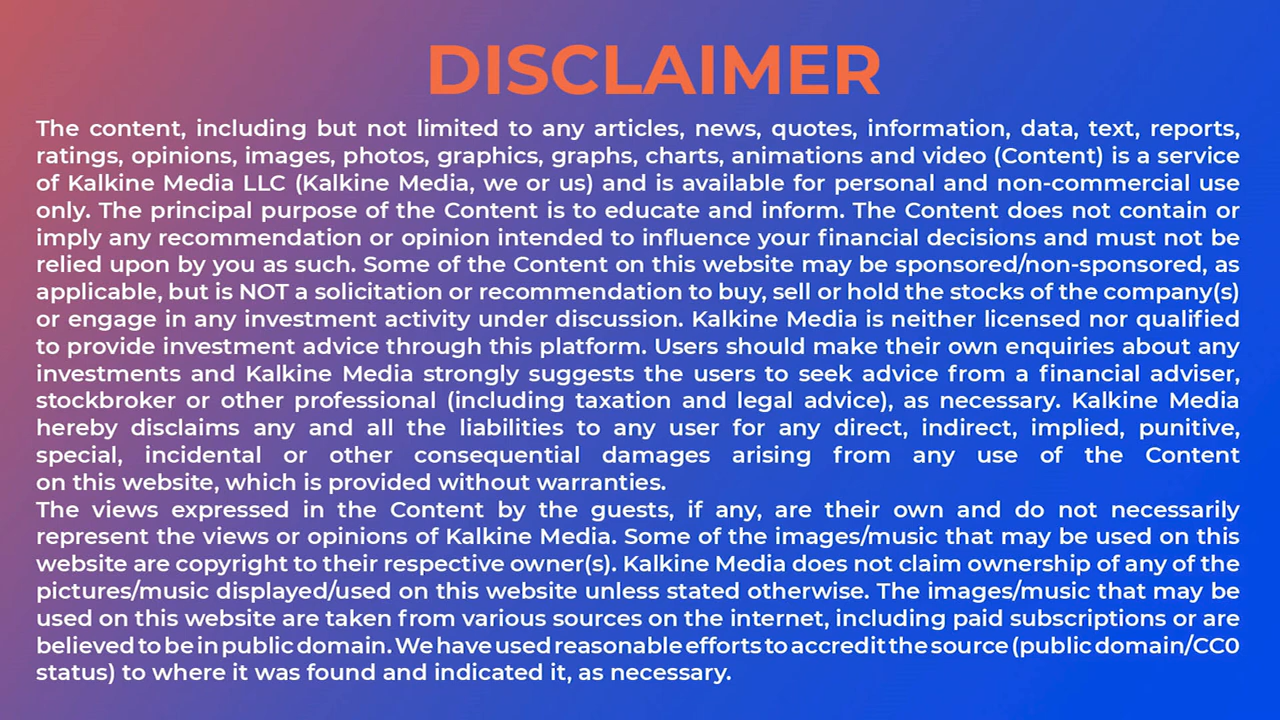 DISCLAIMER
The content, including but not limited to any articles, news, quotes, information, data, text, reports,
ratings, opinions, images, photos, graphics, graphs, charts, animations and video (Content) is a service
of Kalkine Media LLC (Kalkine Media, we or us) and is available for personal and non-commercial use
only. The principal purpose of the Content is to educate and inform. The Content does not contain or
imply any recommendation or opinion intended to influence your financial decisions and must not be
relied upon by you as such. Some of the Content on this website may be sponsored/non-sponsored, as
applicable, but is NOT a solicitation or recommendation to buy, sell or hold the stocks of the company(s)
or engage in any investment activity under discussion. Kalkine Media is neither licensed nor qualified
to provide investment advice through this platform. Users should make their own enquiries about any
investments and Kalkine Media strongly suggests the users to seek advice from a financial adviser,
stockbroker or other professional (including taxation and legal advice), as necessary. Kalkine Media
hereby disclaims any and all the liabilities to any user for any direct, indirect, implied, punitive,
special, incidental or other consequential damages arising from any use of the Content
on this website, which is provided without warranties.
The views expressed in the Content by the guests, if any, are their own and do not necessarily
represent the views or opinions of Kalkine Media. Some of the images/music that may be used on this
website are copyright to their respective owner(s). Kalkine Media does not claim ownership of any of the
pictures/music displayed/used on this website unless stated otherwise. The images/music that may be
used on this website are taken from various sources on the internet, including paid subscriptions or are
believed to be in public domain. We have used reasonable efforts to accredit the source (public domain/CC0
status) to where it was found and indicated it, as necessary.